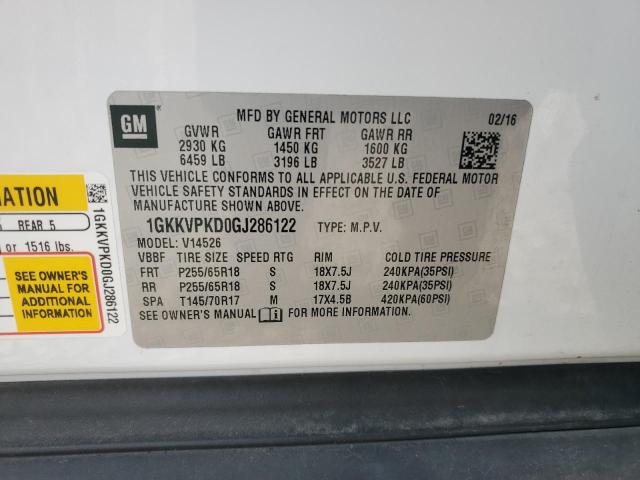 GM
MFD BY GENERAL MOTORS LLC 02/16
GVWR GAWR FRT GAWR RR
2930 KG 1450 KG 1600 KG
6459 LB 3196 LB 3527 LB
THIS VEHICLE CONFORMS TO ALL APPLICABLE U.S. FEDERAL MOTOR
VEHICLE SAFETY STANDARDS IN EFFECT ON THE DATE OF
MANUFACTURE SHOWN ABOVE.
1GKKVPKD0GJ286122 TYPE: M.P.V.
MODEL: V14526
VBBF TIRE SIZE SPEED RTG RIM COLD TIRE PRESSURE
FRT P255/65R18 S 18X7.5J 240KPA(35PSI)
RR P255/65R18 S 18X7.5J 240KPA(35PSI)
SPA T145/70R17 M 17X4.5B 420KPA(60PSI)
SEE OWNER'S MANUAL FOR MORE INFORMATION.
REAR 5
or 1516 lbs.
SEE OWNER'S
MANUAL FOR
ADDITIONAL
INFORMATION
1GKKVPKD0GJ286122